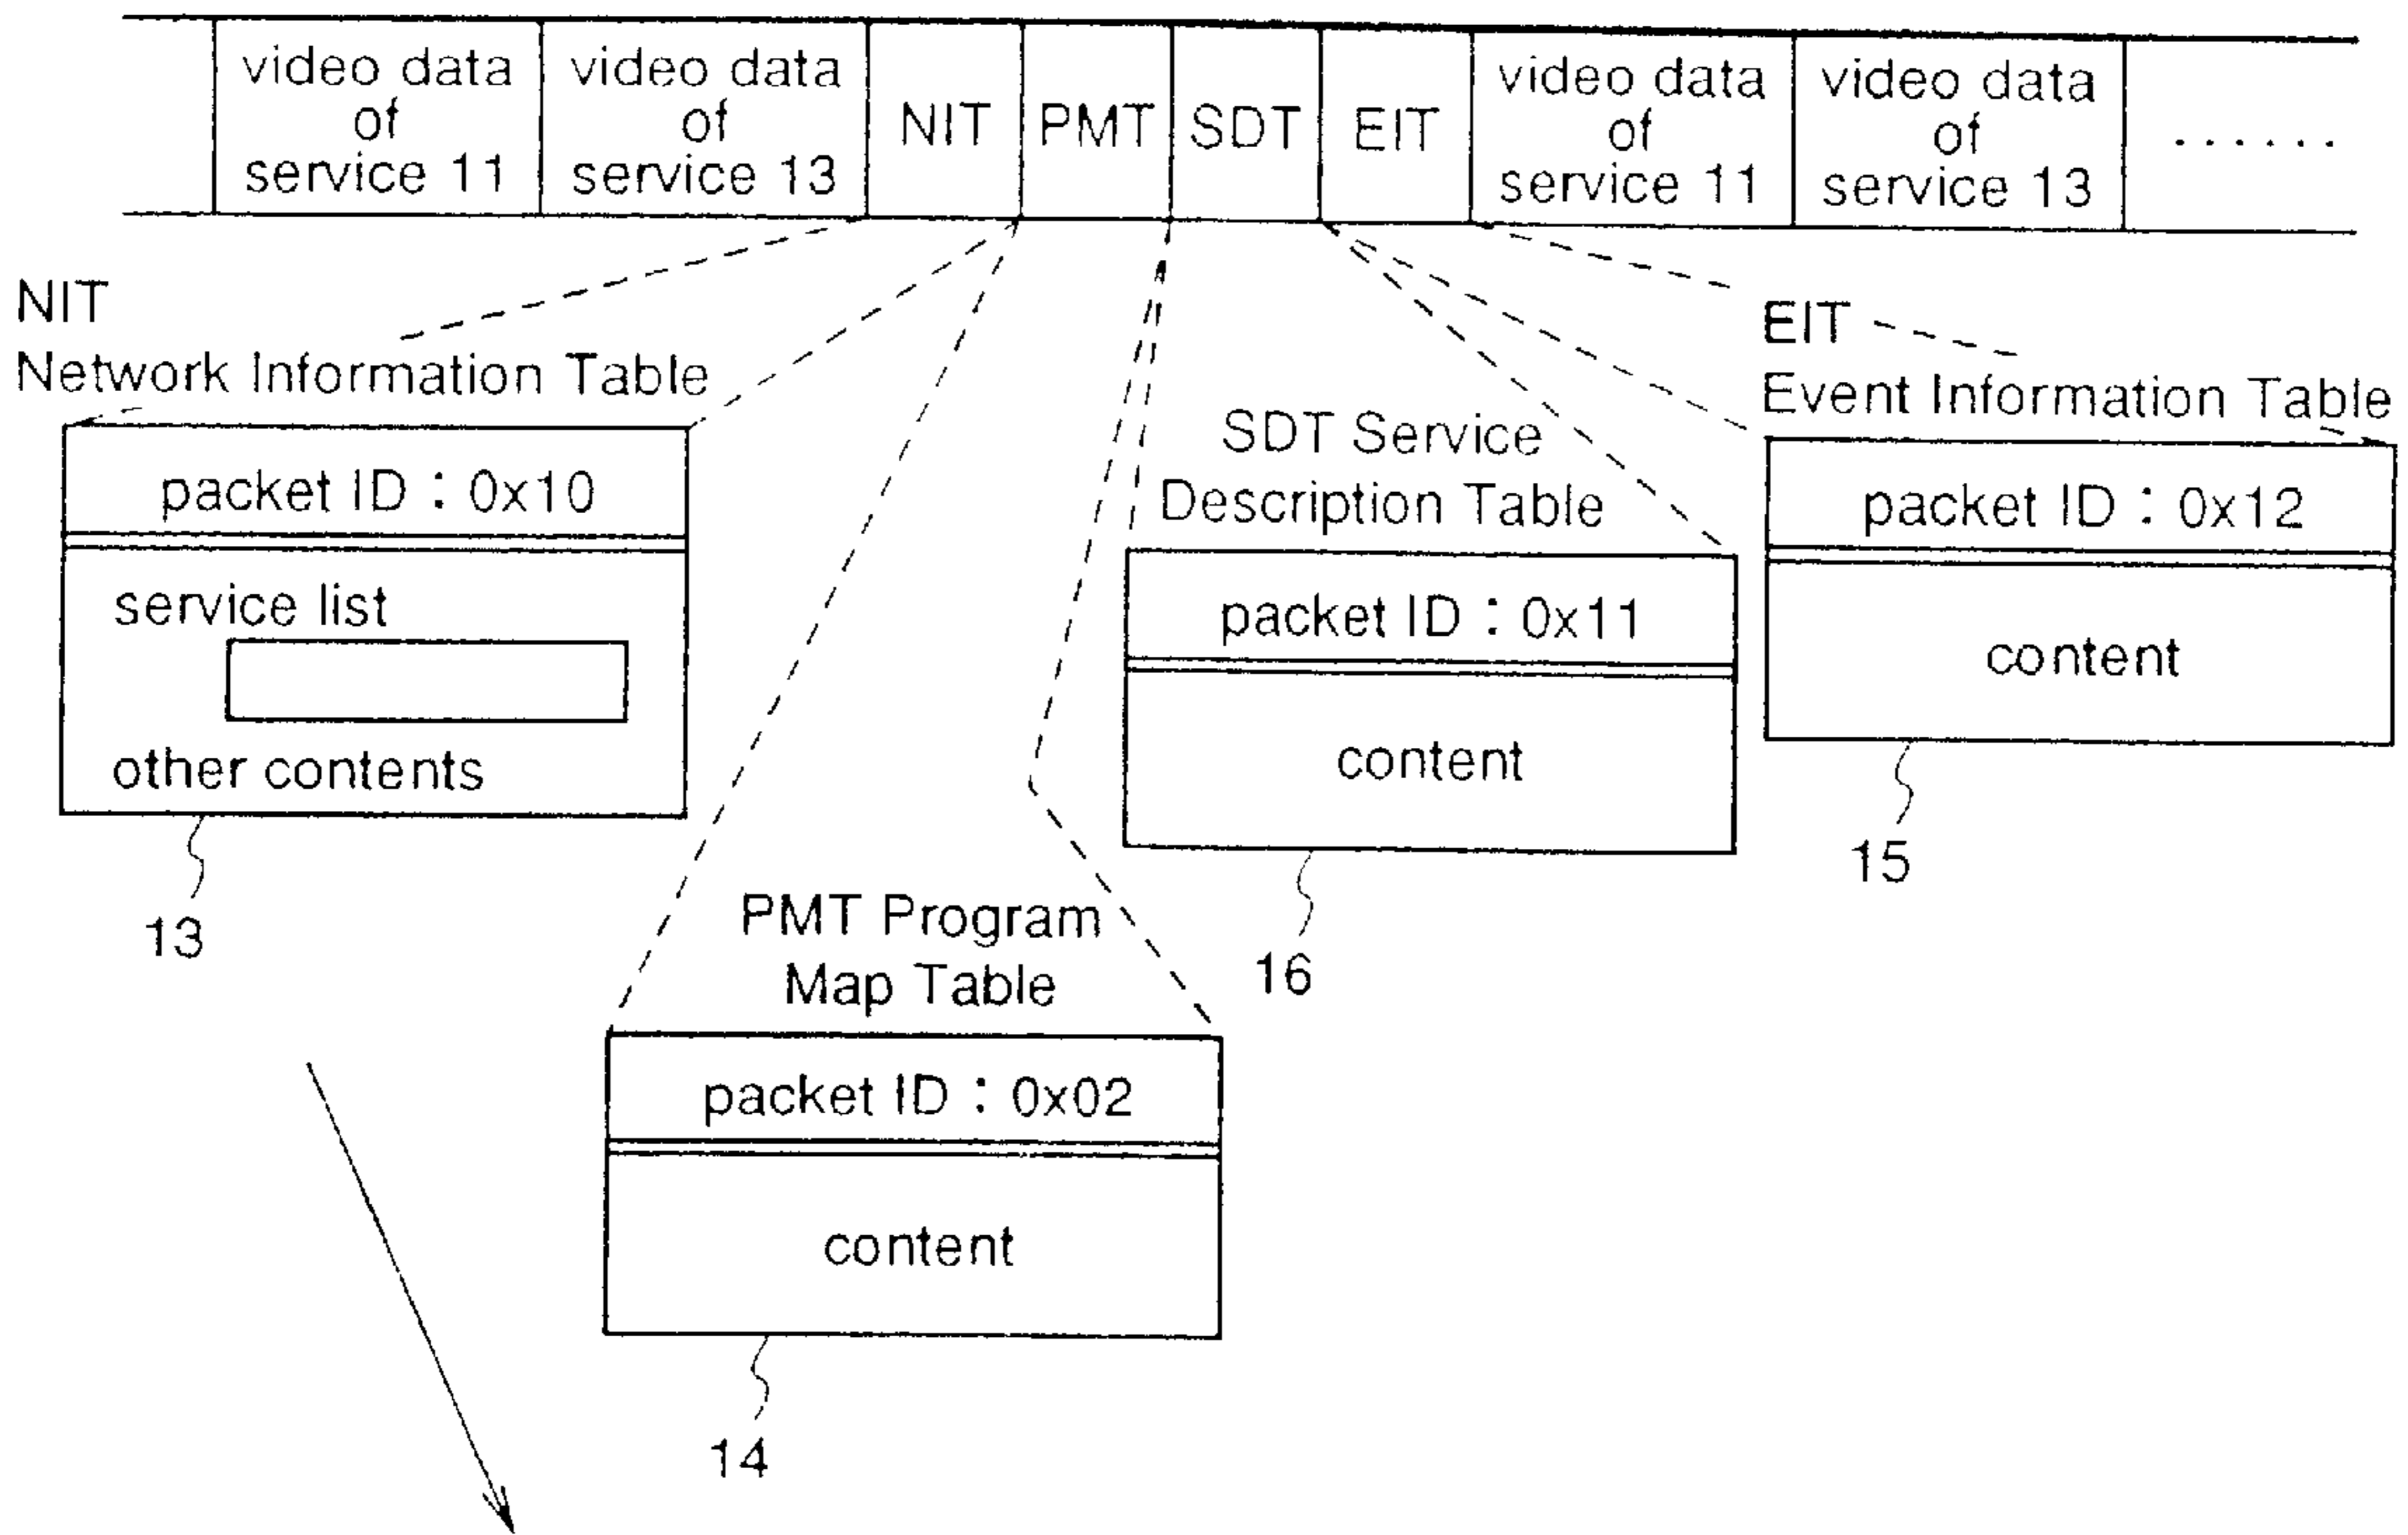 video data
of
service 11
video data
of
service 13
NIT
PMT
SDT
EIT
video data
of
service 11
video data
of
service 13
......
NIT
Network Information Table
packet ID : 0x10
service list
other contents
13
PMT Program
Map Table
packet ID : 0x02
content
14
SDT Service
Description Table
packet ID : 0x11
content
16
EIT
Event Information Table
packet ID : 0x12
content
15